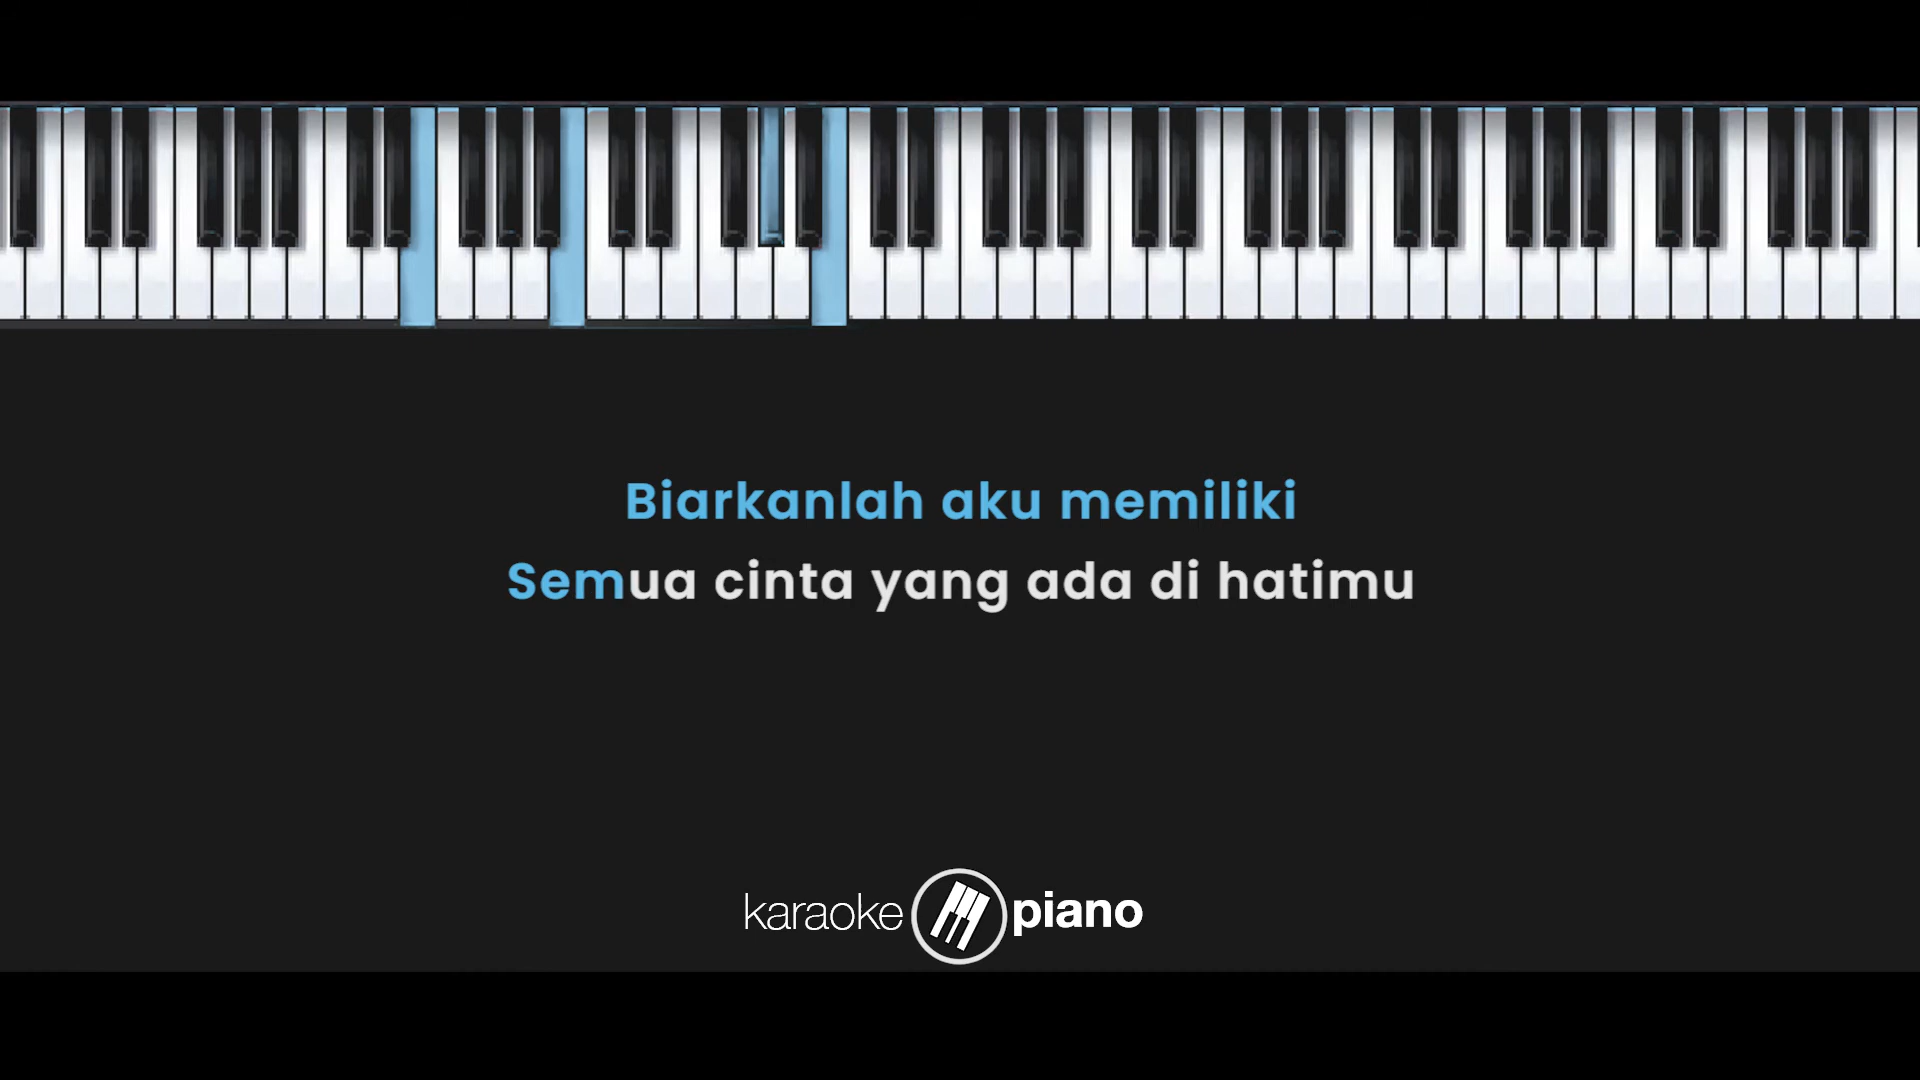 Biarkanlah aku memiliki
Semua cinta yang ada di hatimu
karaoke piano